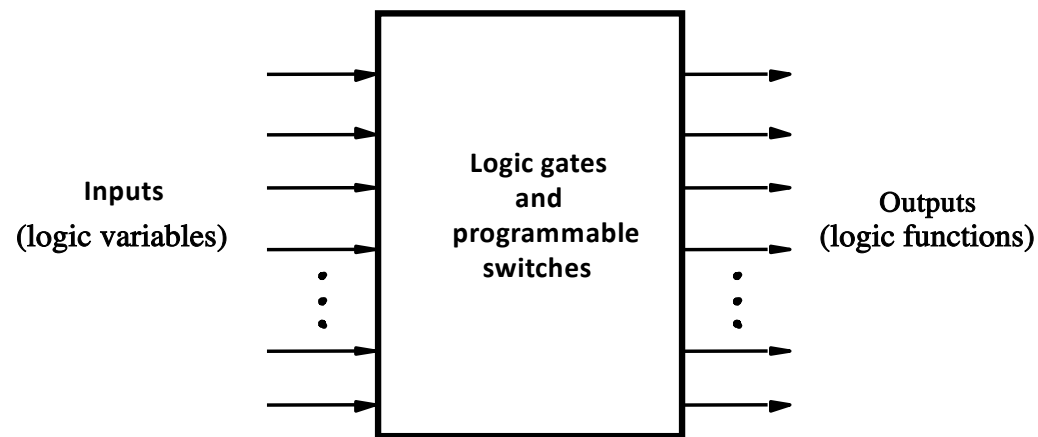 Inputs
(logic variables)
Logic gates
and
programmable
switches
Outputs
(logic functions)